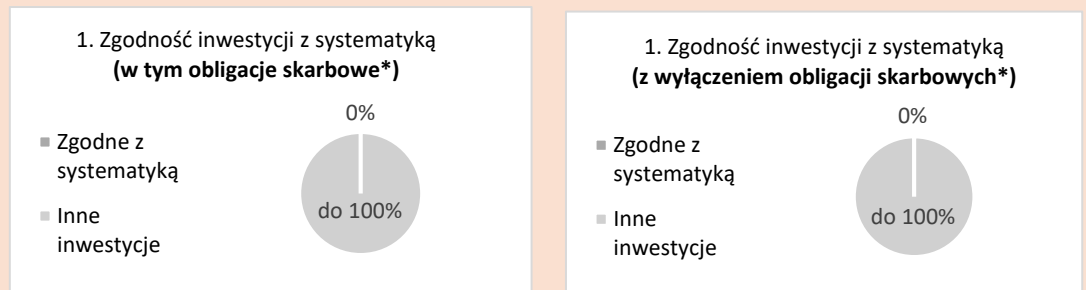 1. Zgodność inwestycji z systematyką
(w tym obligacje skarbowe*)
0%
Zgodne z
systematyką
do 100%
Inne
inwestycje
1. Zgodność inwestycji z systematyką
(z wyłączeniem obligacji skarbowych*)
0%
Zgodne z
systematyką
do 100%
Inne
inwestycje